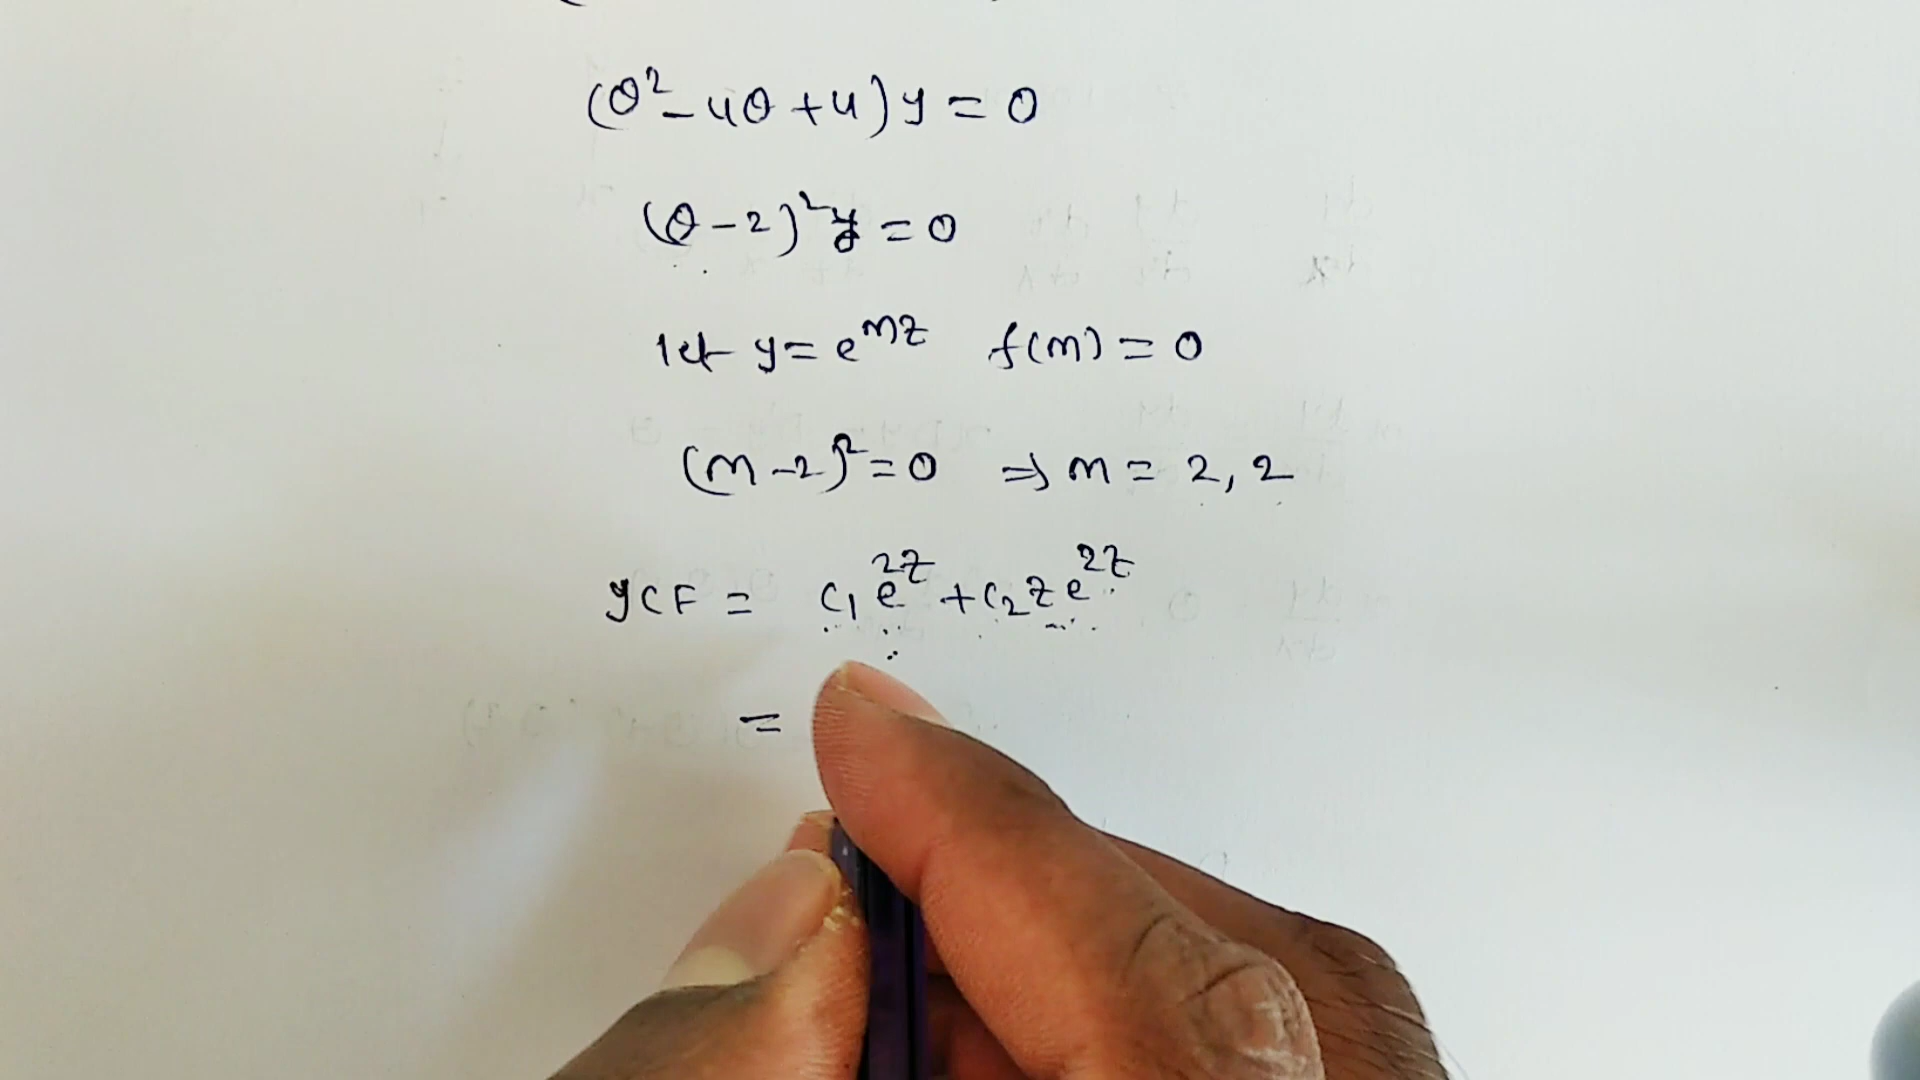 (θ²-4θ+4)y=0
(θ-2)²y=0
let y=e^{mz} f(m)=0
(m-2)²=0 ⇒ m=2,2
yCF = c₁e^{2z}+c₂ze^{2z}
=